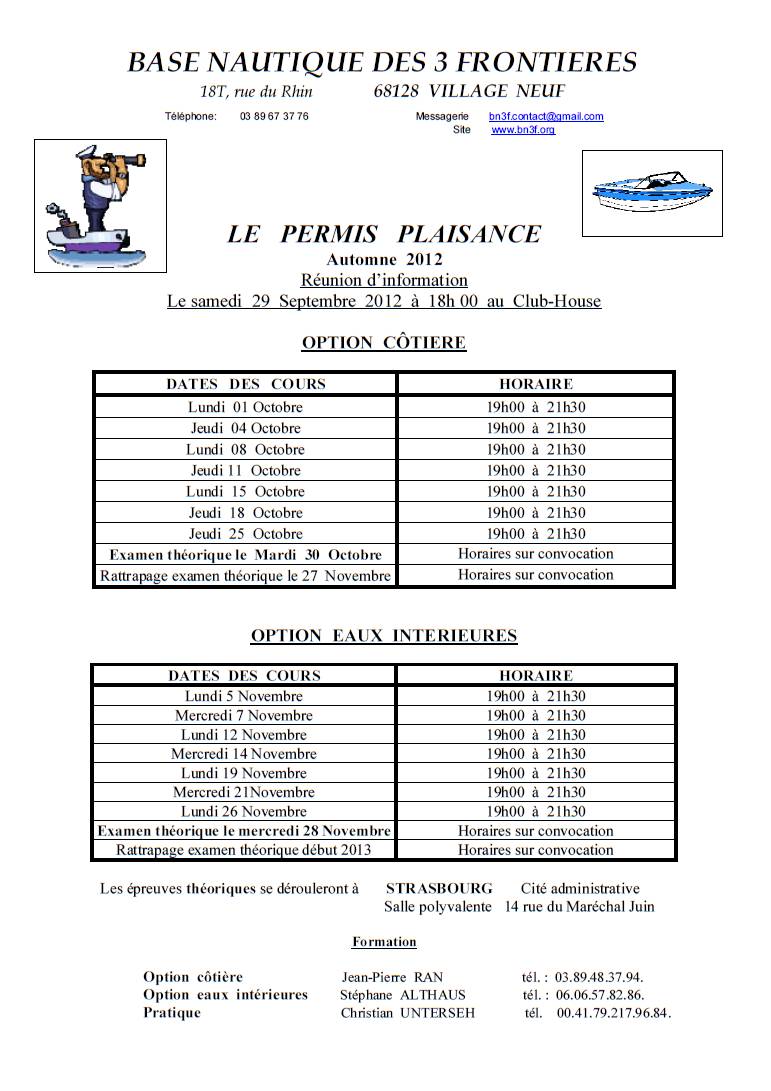 BASE NAUTIQUE DES 3 FRONTIERES
18T, rue du Rhin 68128 VILLAGE NEUF
Téléphone: 03 89 67 37 76 Messagerie bn3f.contact@gmail.com
Site www.bn3f.org
LE PERMIS PLAISANCE
Automne 2012
Réunion d'information
Le samedi 29 Septembre 2012 à 18h 00 au Club-House
OPTION CÔTIERE
DATES DES COURS HORAIRE
Lundi 01 Octobre 19h00 à 21h30
Jeudi 04 Octobre 19h00 à 21h30
Lundi 08 Octobre 19h00 à 21h30
Jeudi 11 Octobre 19h00 à 21h30
Lundi 15 Octobre 19h00 à 21h30
Jeudi 18 Octobre 19h00 à 21h30
Jeudi 25 Octobre 19h00 à 21h30
Examen théorique le Mardi 30 Octobre Horaires sur convocation
Rattrapage examen théorique le 27 Novembre Horaires sur convocation
OPTION EAUX INTERIEURES
DATES DES COURS HORAIRE
Lundi 5 Novembre 19h00 à 21h30
Mercredi 7 Novembre 19h00 à 21h30
Lundi 12 Novembre 19h00 à 21h30
Mercredi 14 Novembre 19h00 à 21h30
Lundi 19 Novembre 19h00 à 21h30
Mercredi 21Novembre 19h00 à 21h30
Lundi 26 Novembre 19h00 à 21h30
Examen théorique le mercredi 28 Novembre Horaires sur convocation
Rattrapage examen théorique début 2013 Horaires sur convocation
Les épreuves théoriques se dérouleront à STRASBOURG Cité administrative
Salle polyvalente 14 rue du Maréchal Juin
Formation
Option côtière Jean-Pierre RAN tél. : 03.89.48.37.94.
Option eaux intérieures Stéphane ALTHAUS tél. : 06.06.57.82.86.
Pratique Christian UNTERSEH tél. 00.41.79.217.96.84.